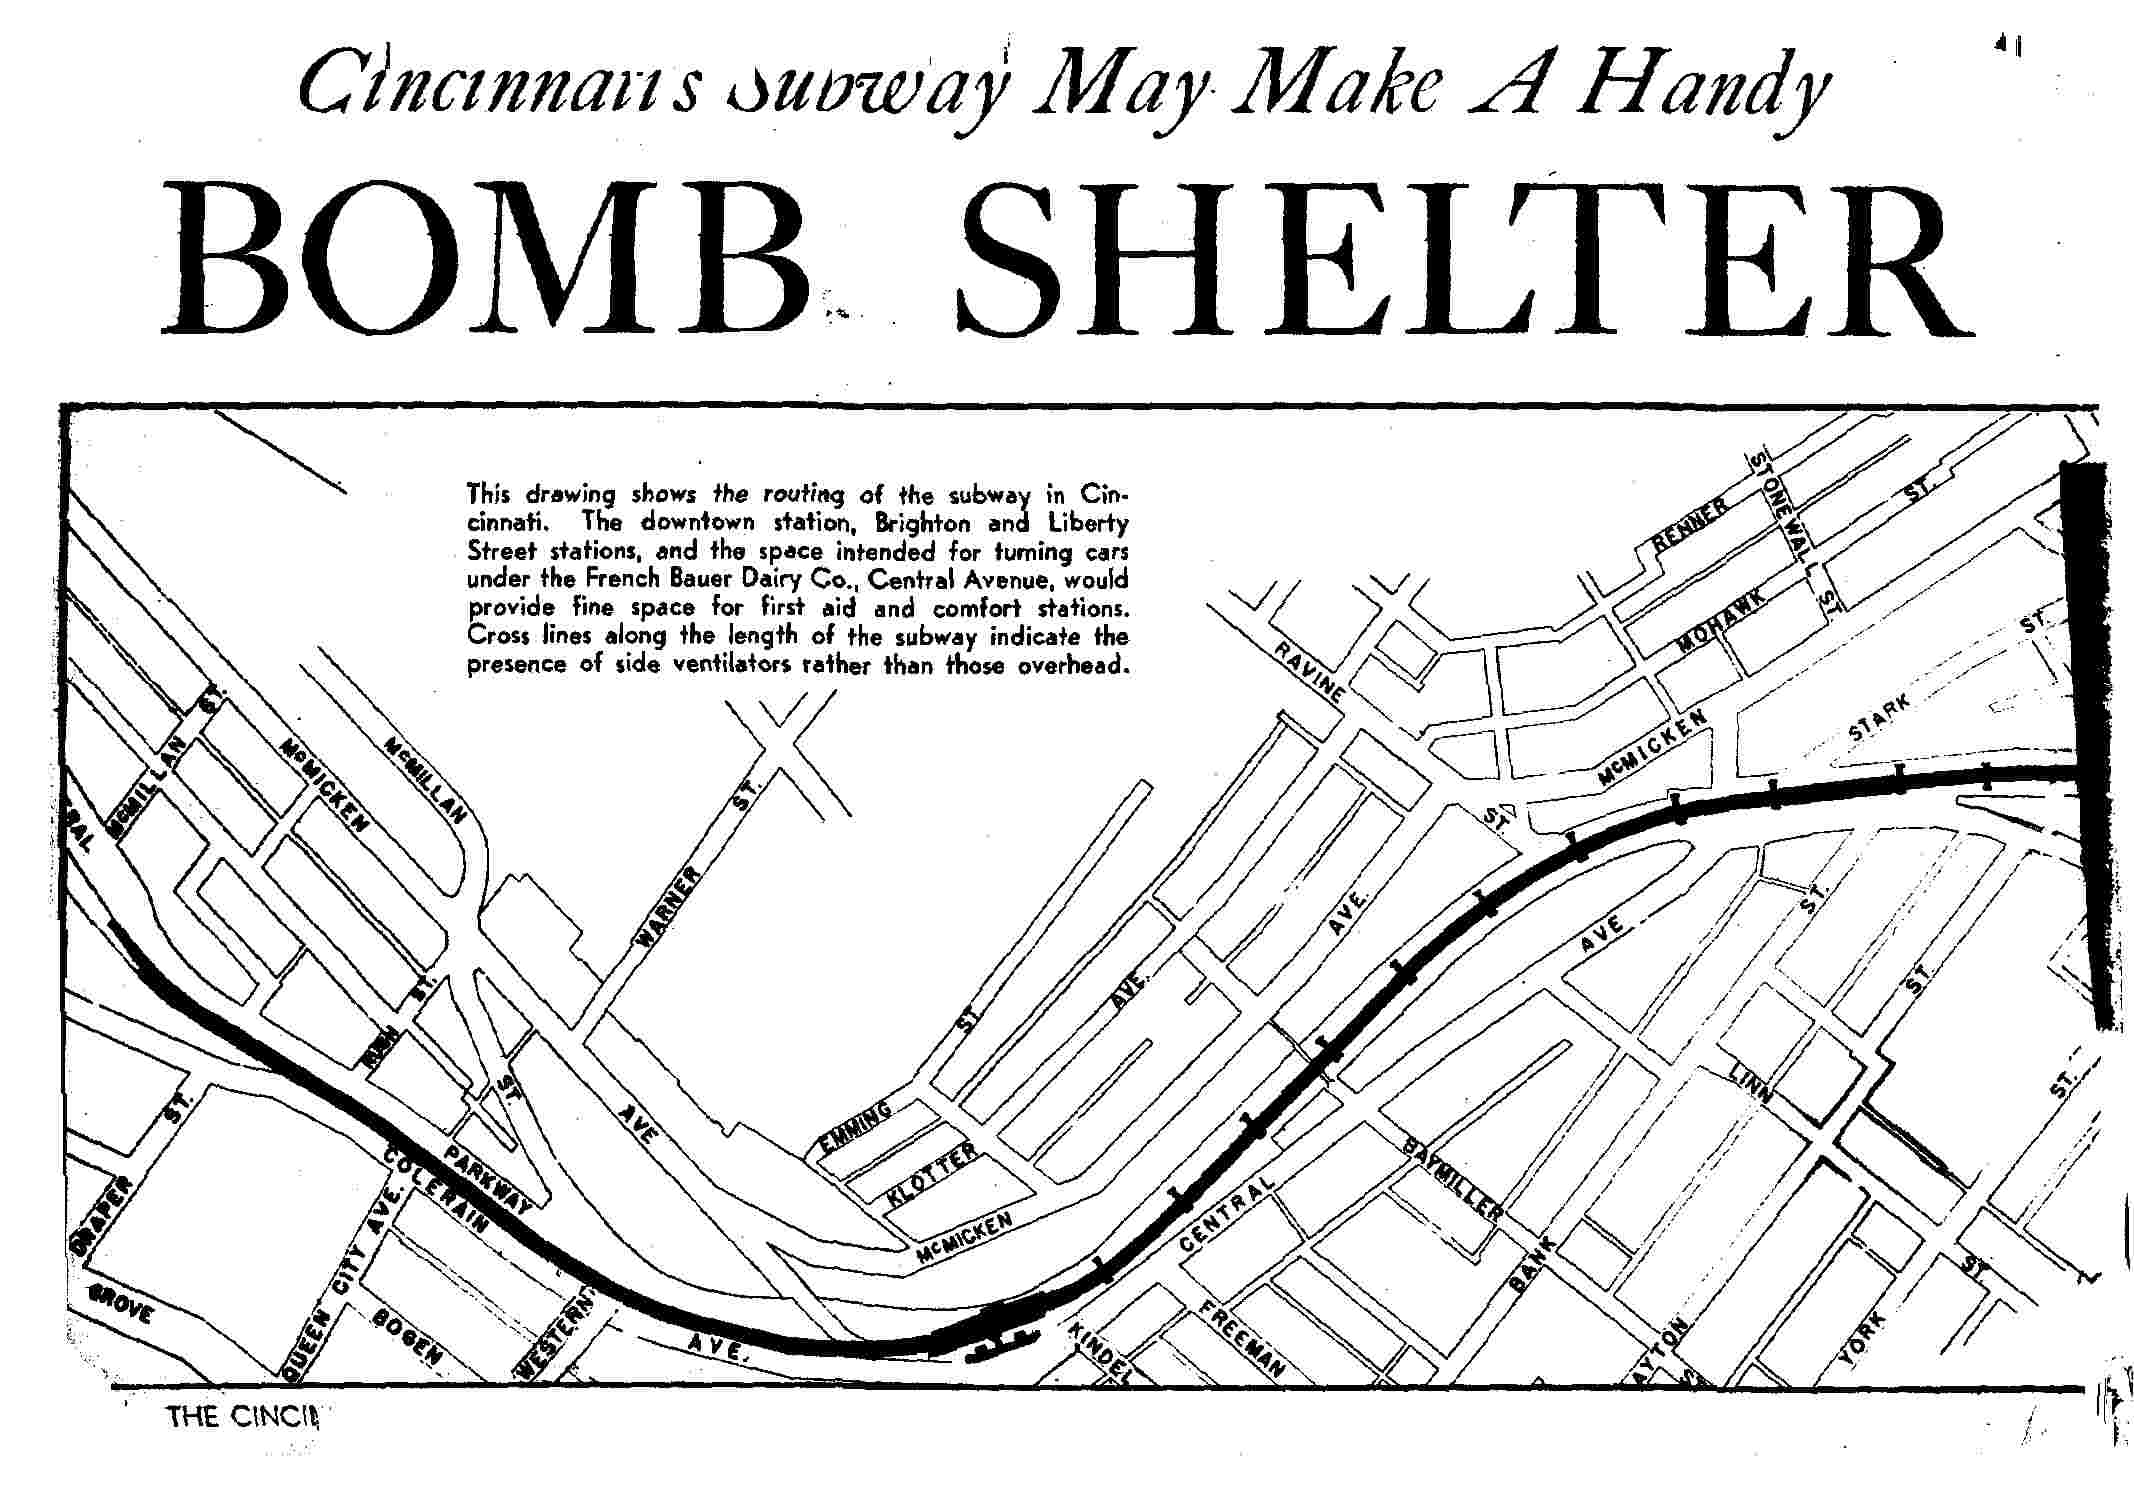 Cincinnati's Subway May Make A Handy
BOMB SHELTER
This drawing shows the routing of the subway in Cin-
cinnati. The downtown station, Brighton and Liberty
Street stations, and the space intended for turning cars
under the French Bauer Dairy Co., Central Avenue, would
provide fine space for first aid and comfort stations.
Cross lines along the length of the subway indicate the
presence of side ventilators rather than those overhead.
STONEWALL ST.
RENNER
ST.
MOHAWK
ST.
RAVINE
ST.
STARK
McMICKEN
McMILLAN ST.
McMICKEN
McMILLAN
WARNER ST.
RAL
AVE.
AVE
ST.
ST.
AVE.
ST.
ST.
ST.
LINN
ST.
ST.
AVE
ST.
EMMING
KLOTTER
McMICKEN
PARKWAY
COLERAIN
AVE.
DRAPER
GROVE
QUEEN CITY AVE.
BOGEN
WESTERN
CENTRAL
BAYMILLER
BANK
FREEMAN
KINDEL
AYTON
ST.
YORK
THE CINCI